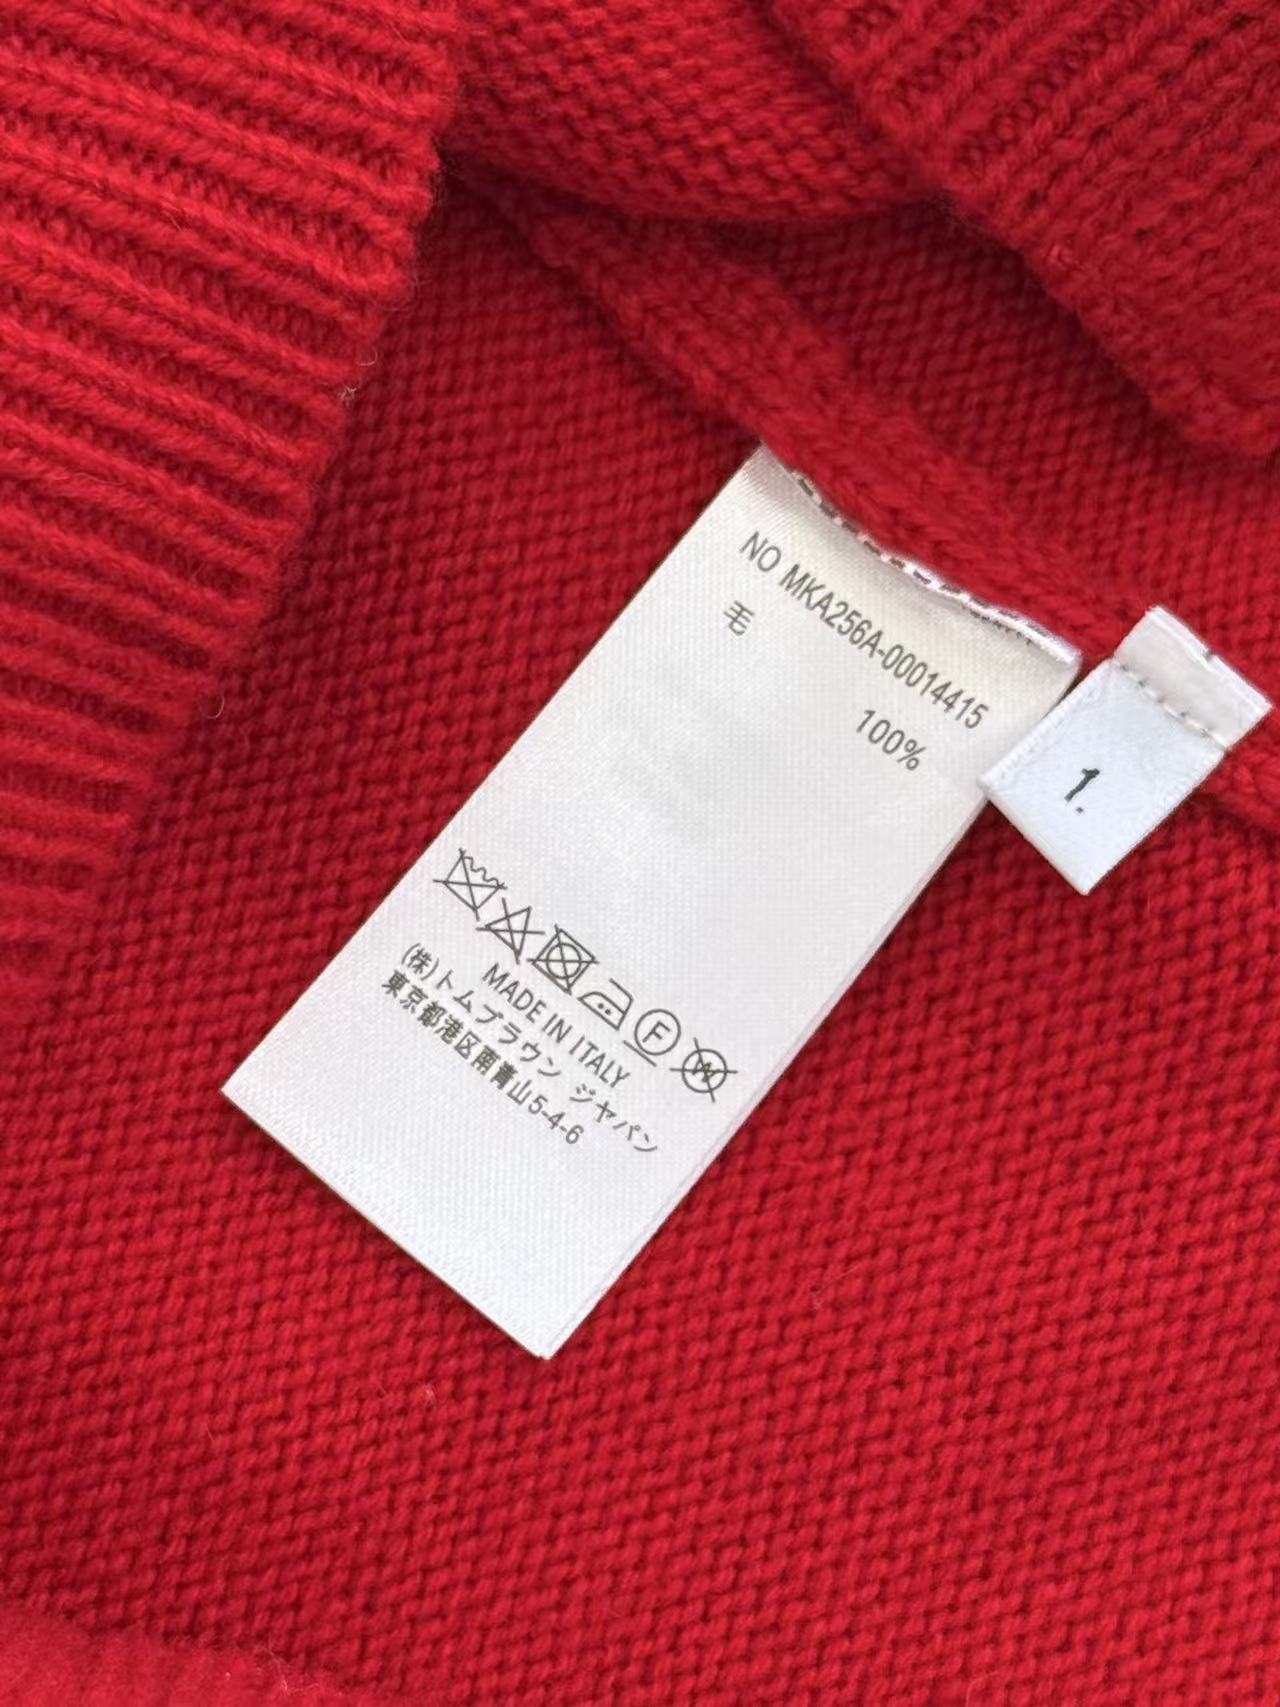 NO MKA256A-00014415
毛 100%
F W
MADE IN ITALY
(株)トムブラウン ジャパン
東京都港区南青山5-4-6
1.